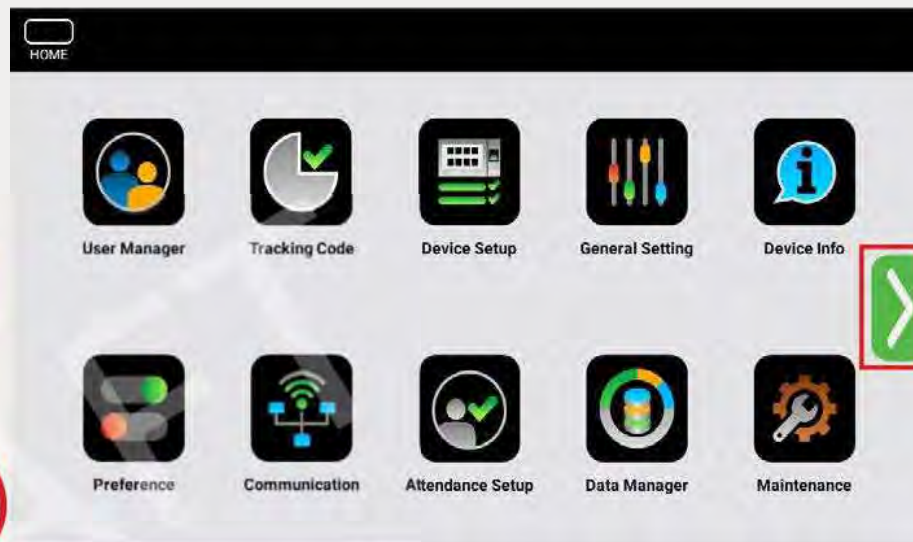 HOME
User Manager Tracking Code Device Setup General Setting Device Info
Preference Communication Attendance Setup Data Manager Maintenance